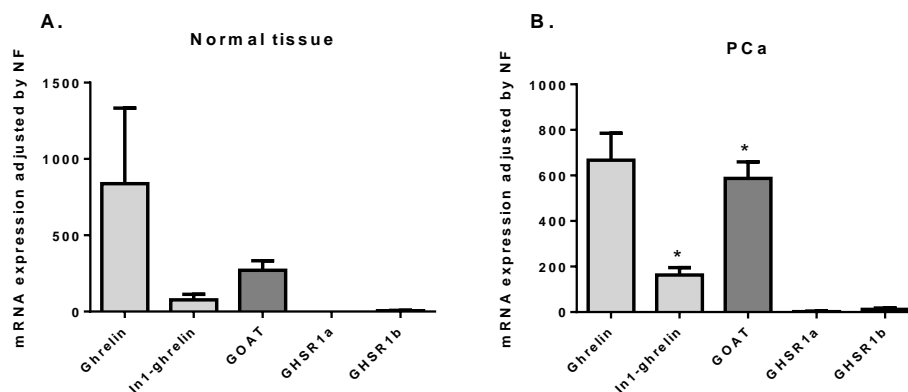 A.
Normal tissue
mRNA expression adjusted by NF
1500
1000
500
0
Ghrelin
In1-ghrelin
GOAT
GHSR1a
GHSR1b
B.
PCa
mRNA expression adjusted by NF
1000
800
600
400
200
0
*
*
Ghrelin
In1-ghrelin
GOAT
GHSR1a
GHSR1b